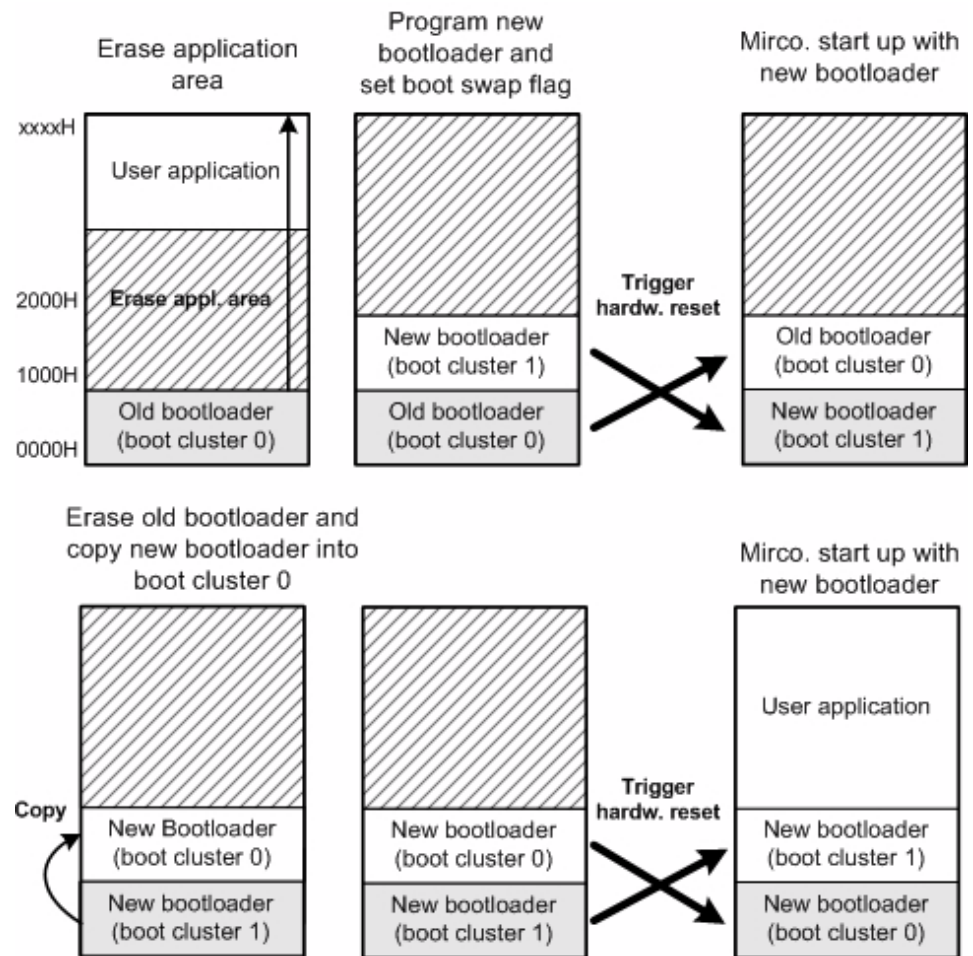 Erase application
area
Program new
bootloader and
set boot swap flag
Mirco. start up with
new bootloader
xxxxH
User application
2000H
Erase appl. area
1000H
Old bootloader
(boot cluster 0)
0000H
New bootloader
(boot cluster 1)
Old bootloader
(boot cluster 0)
Trigger
hardw. reset
Old bootloader
(boot cluster 0)
New bootloader
(boot cluster 1)
Erase old bootloader and
copy new bootloader into
boot cluster 0
Mirco. start up with
new bootloader
Copy
New Bootloader
(boot cluster 0)
New bootloader
(boot cluster 1)
New bootloader
(boot cluster 0)
New bootloader
(boot cluster 1)
Trigger
hardw. reset
User application
New bootloader
(boot cluster 1)
New bootloader
(boot cluster 0)